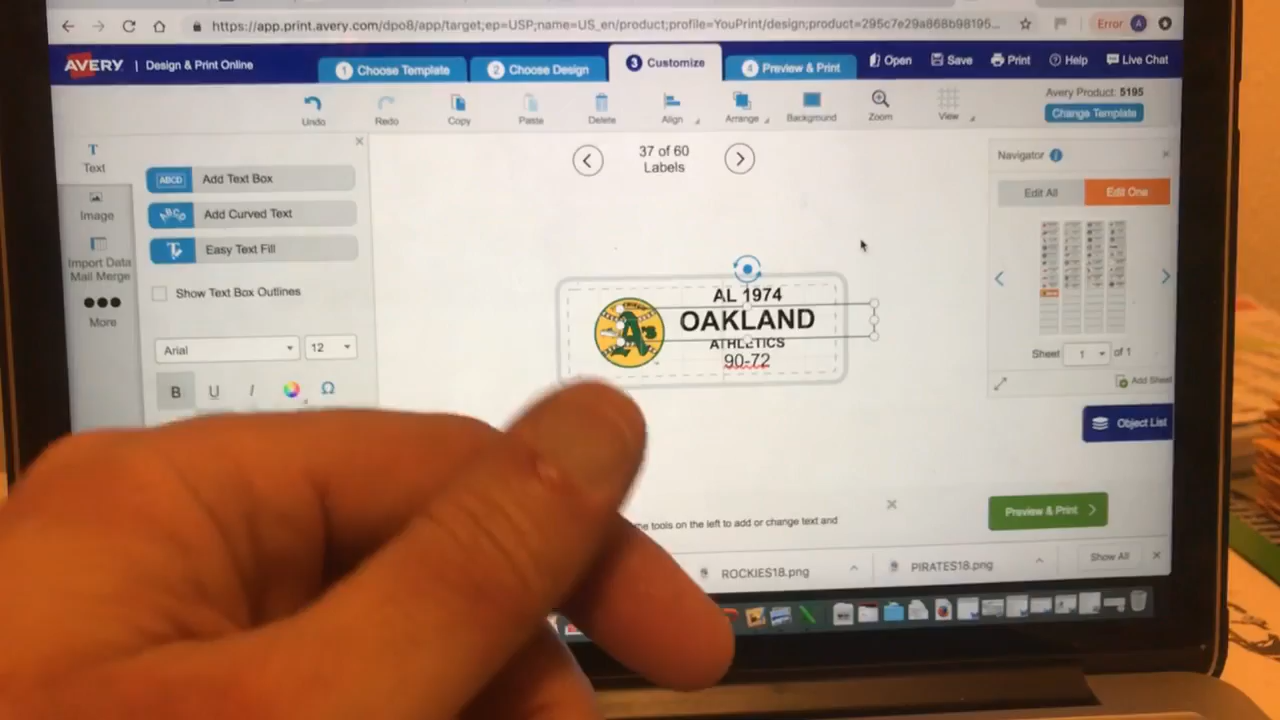 https://app.print.avery.com/dpo8/app/target;ep=USP;name=US_en/product;profile=YouPrint/design;product=295c7e29a868b98195...
Error A
AVERY | Design & Print Online
1 Choose Template
2 Choose Design
3 Customize
4 Preview & Print
Open
Save
Print
Help
Live Chat
Undo
Redo
Copy
Paste
Delete
Align
Arrange
Background
Zoom
View
Avery Product: 5195
Change Template
T
Text
Image
Import Data
Mail Merge
More
ABCD Add Text Box
ABCD Add Curved Text
Easy Text Fill
Show Text Box Outlines
Arial
12
B U I Ω
37 of 60
Labels
AL 1974
OAKLAND
ATHLETICS
90-72
A's
Navigator
Edit All
Edit One
Sheet 1 of 1
Add Sheet
Object List
tools on the left to add or change text and
Preview & Print
ROCKIES18.png
PIRATES18.png
Show All